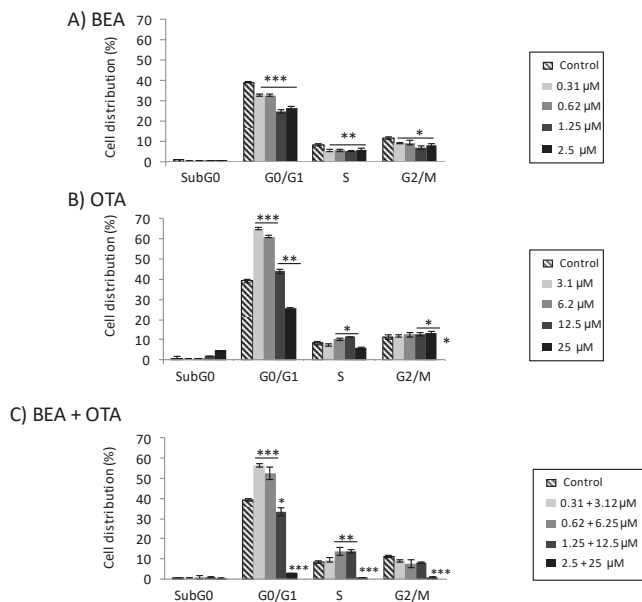 A) BEA
Cell distribution (%)
70
60
50
40
30
20
10
0
***
**
*
SubG0 G0/G1 S G2/M
Control
0.31 µM
0.62 µM
1.25 µM
2.5 µM
B) OTA
Cell distribution (%)
70
60
50
40
30
20
10
0
***
**
*
*
*
SubG0 G0/G1 S G2/M
Control
3.1 µM
6.2 µM
12.5 µM
25 µM
C) BEA + OTA
Cell distribution (%)
70
60
50
40
30
20
10
0
***
*
***
**
***
***
SubG0 G0/G1 S G2/M
Control
0.31 + 3.12 µM
0.62 + 6.25 µM
1.25 + 12.5 µM
2.5 + 25 µM